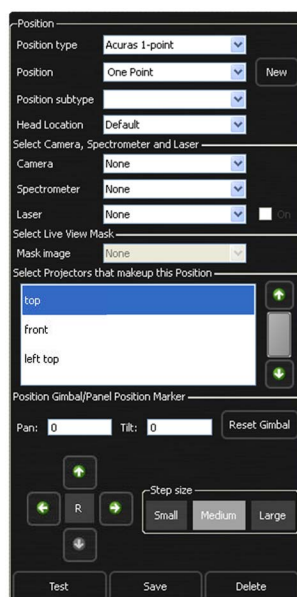 Position
Position type Acuras 1-point
Position One Point New
Position subtype
Head Location Default
Select Camera, Spectrometer and Laser
Camera None
Spectrometer None
Laser None On
Select Live View Mask
Mask image None
Select Projectors that makeup this Position
top
front
left top
Position Gimbal/Panel Position Marker
Pan: 0 Tilt: 0 Reset Gimbal
Step size
R Small Medium Large
Test Save Delete